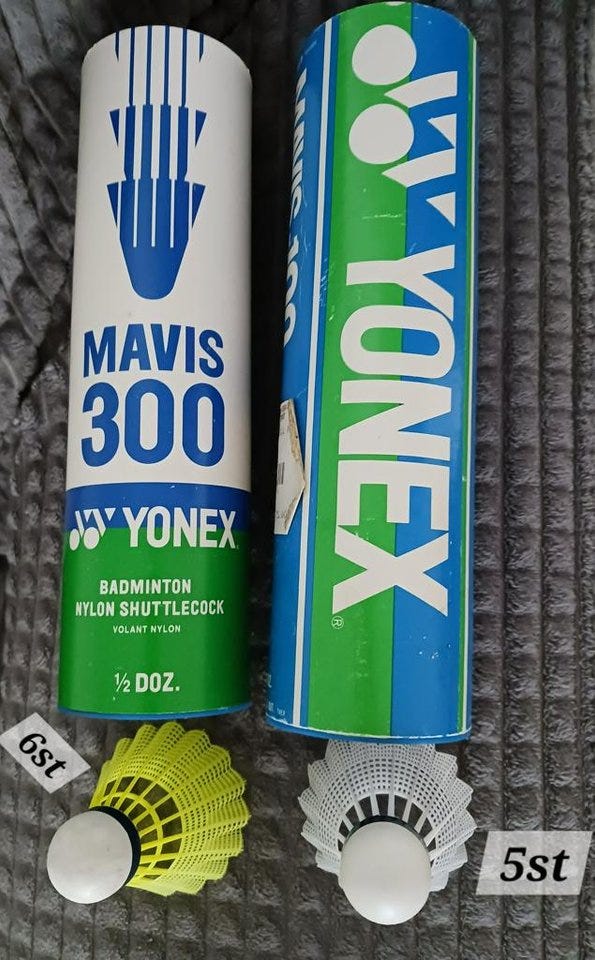 MAVIS
300
YONEX
BADMINTON
NYLON SHUTTLECOCK
VOLANT NYLON
½ DOZ.
6st
YONEX®
5st